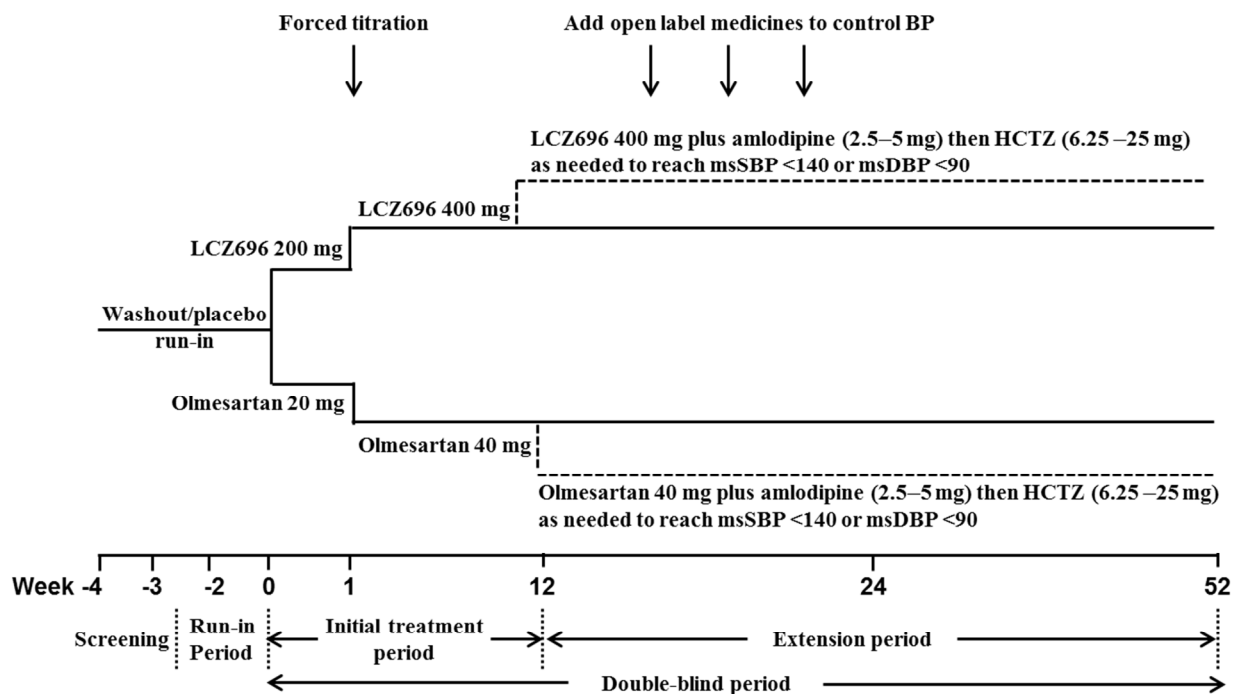 Forced titration
Add open label medicines to control BP
LCZ696 400 mg plus amlodipine (2.5–5 mg) then HCTZ (6.25–25 mg)
as needed to reach msSBP <140 or msDBP <90
LCZ696 400 mg
LCZ696 200 mg
Washout/placebo
run-in
Olmesartan 20 mg
Olmesartan 40 mg
Olmesartan 40 mg plus amlodipine (2.5–5 mg) then HCTZ (6.25–25 mg)
as needed to reach msSBP <140 or msDBP <90
Week -4 -3 -2 0 1 12 24 52
Screening
Run-in
Period
Initial treatment
period
Extension period
Double-blind period